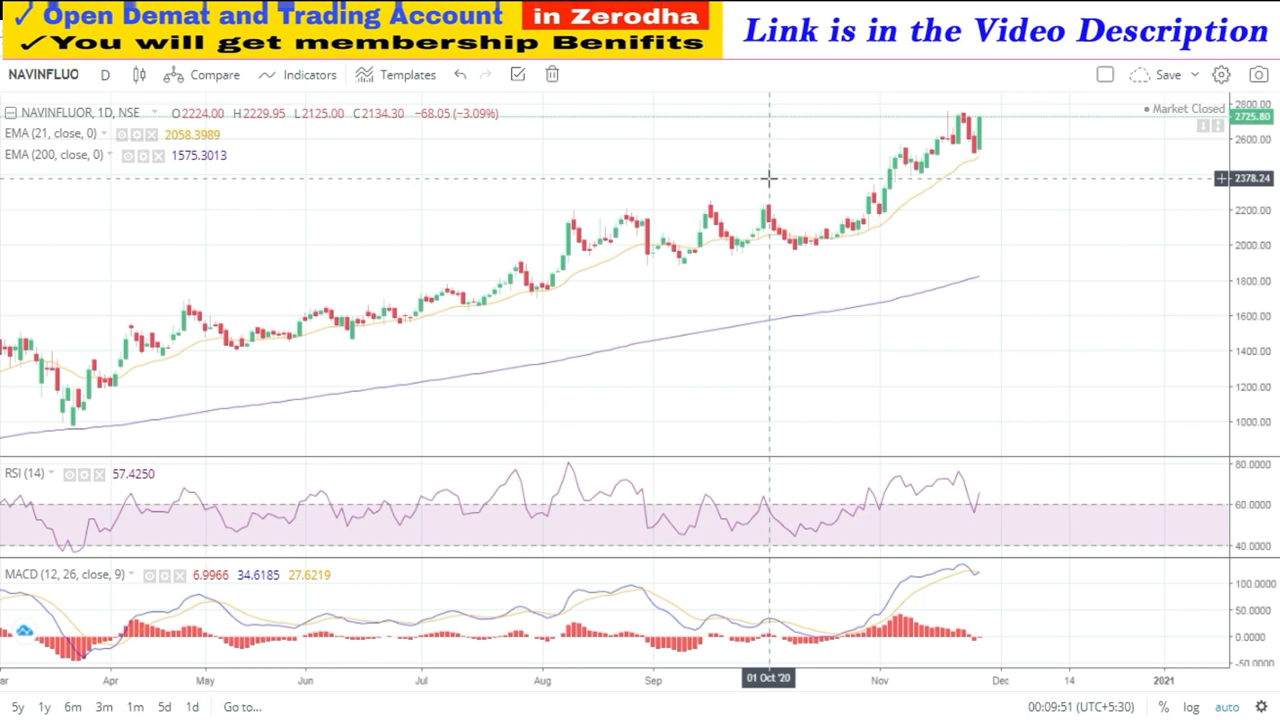 ✓ Open Demat and Trading Account in Zerodha
✓You will get membership Benifits
Link is in the Video Description
NAVINFLUO D Compare Indicators Templates Save
NAVINFLUOR, 1D, NSE O2224.00 H2229.95 L2125.00 C2134.30 −68.05 (−3.09%)
Market Closed
EMA (21, close, 0) 2058.3989
EMA (200, close, 0) 1575.3013
2800.00
2725.80
2600.00
2378.24
2200.00
2000.00
1800.00
1600.00
1400.00
1200.00
1000.00
RSI (14) 57.4250
80.0000
60.0000
40.0000
MACD (12, 26, close, 9) 6.9966 34.6185 27.6219
100.0000
50.0000
0.0000
-50.0000
ar Apr May Jun Jul Aug Sep 01 Oct '20 Nov Dec 14 2021
5y 1y 6m 3m 1m 5d 1d Go to... 00:09:51 (UTC+5:30) % log auto